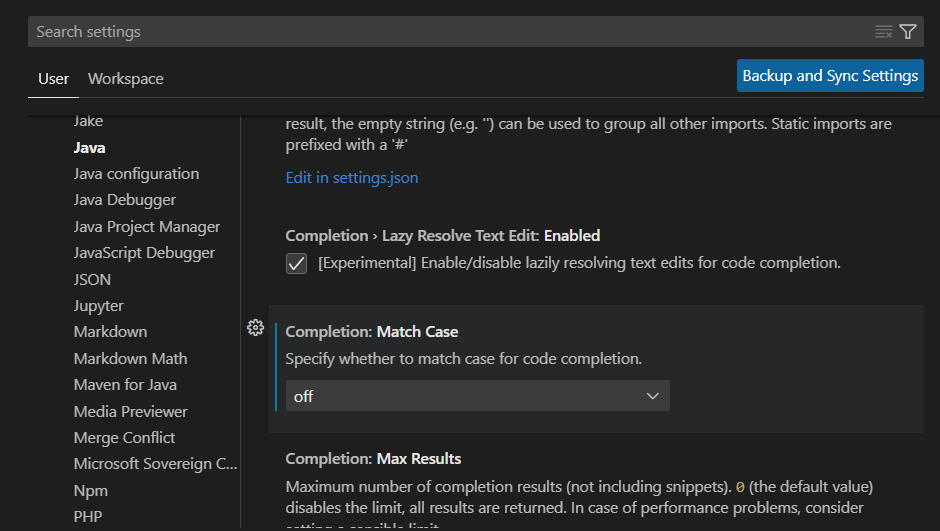 Search settings
User
Workspace
Backup and Sync Settings
Jake
Java
Java configuration
Java Debugger
Java Project Manager
JavaScript Debugger
JSON
Jupyter
Markdown
Markdown Math
Maven for Java
Media Previewer
Merge Conflict
Microsoft Sovereign C...
Npm
PHP
result, the empty string (e.g. '') can be used to group all other imports. Static imports are
prefixed with a '#'
Edit in settings.json
Completion › Lazy Resolve Text Edit: Enabled
[Experimental] Enable/disable lazily resolving text edits for code completion.
Completion: Match Case
Specify whether to match case for code completion.
off
Completion: Max Results
Maximum number of completion results (not including snippets). 0 (the default value)
disables the limit, all results are returned. In case of performance problems, consider
setting a sensible limit.